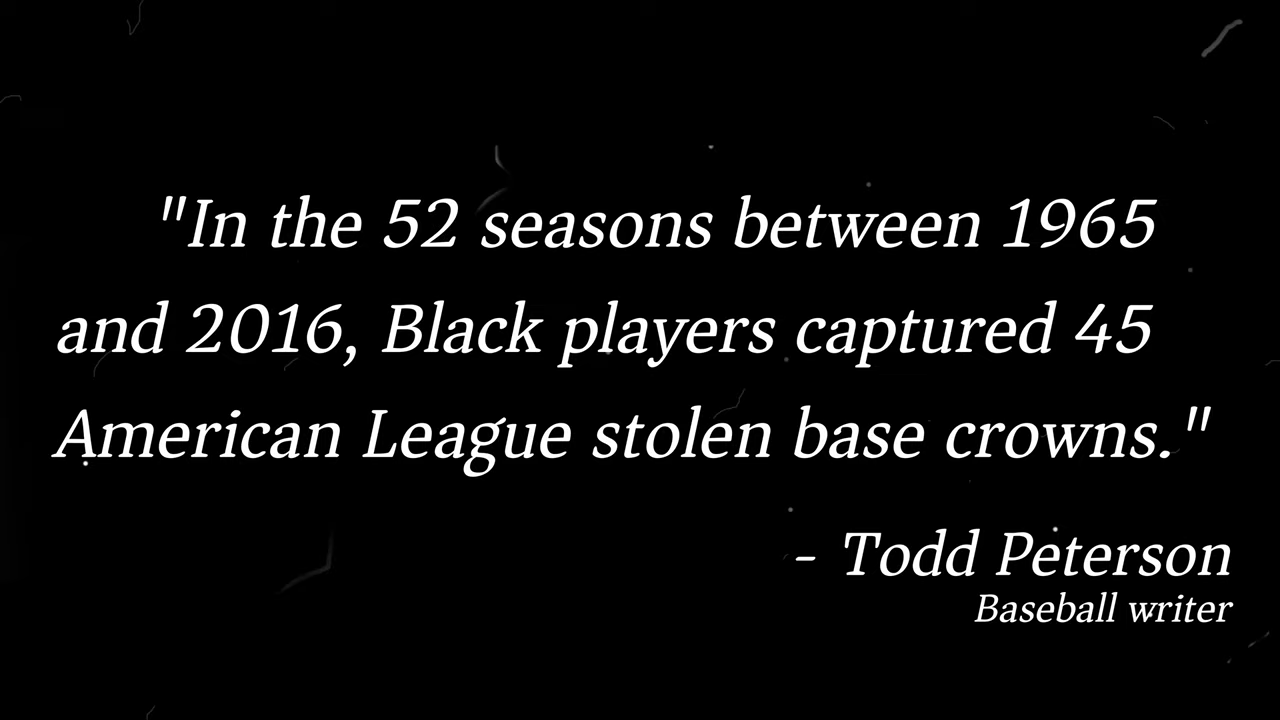 "In the 52 seasons between 1965
and 2016, Black players captured 45
American League stolen base crowns."
- Todd Peterson
Baseball writer